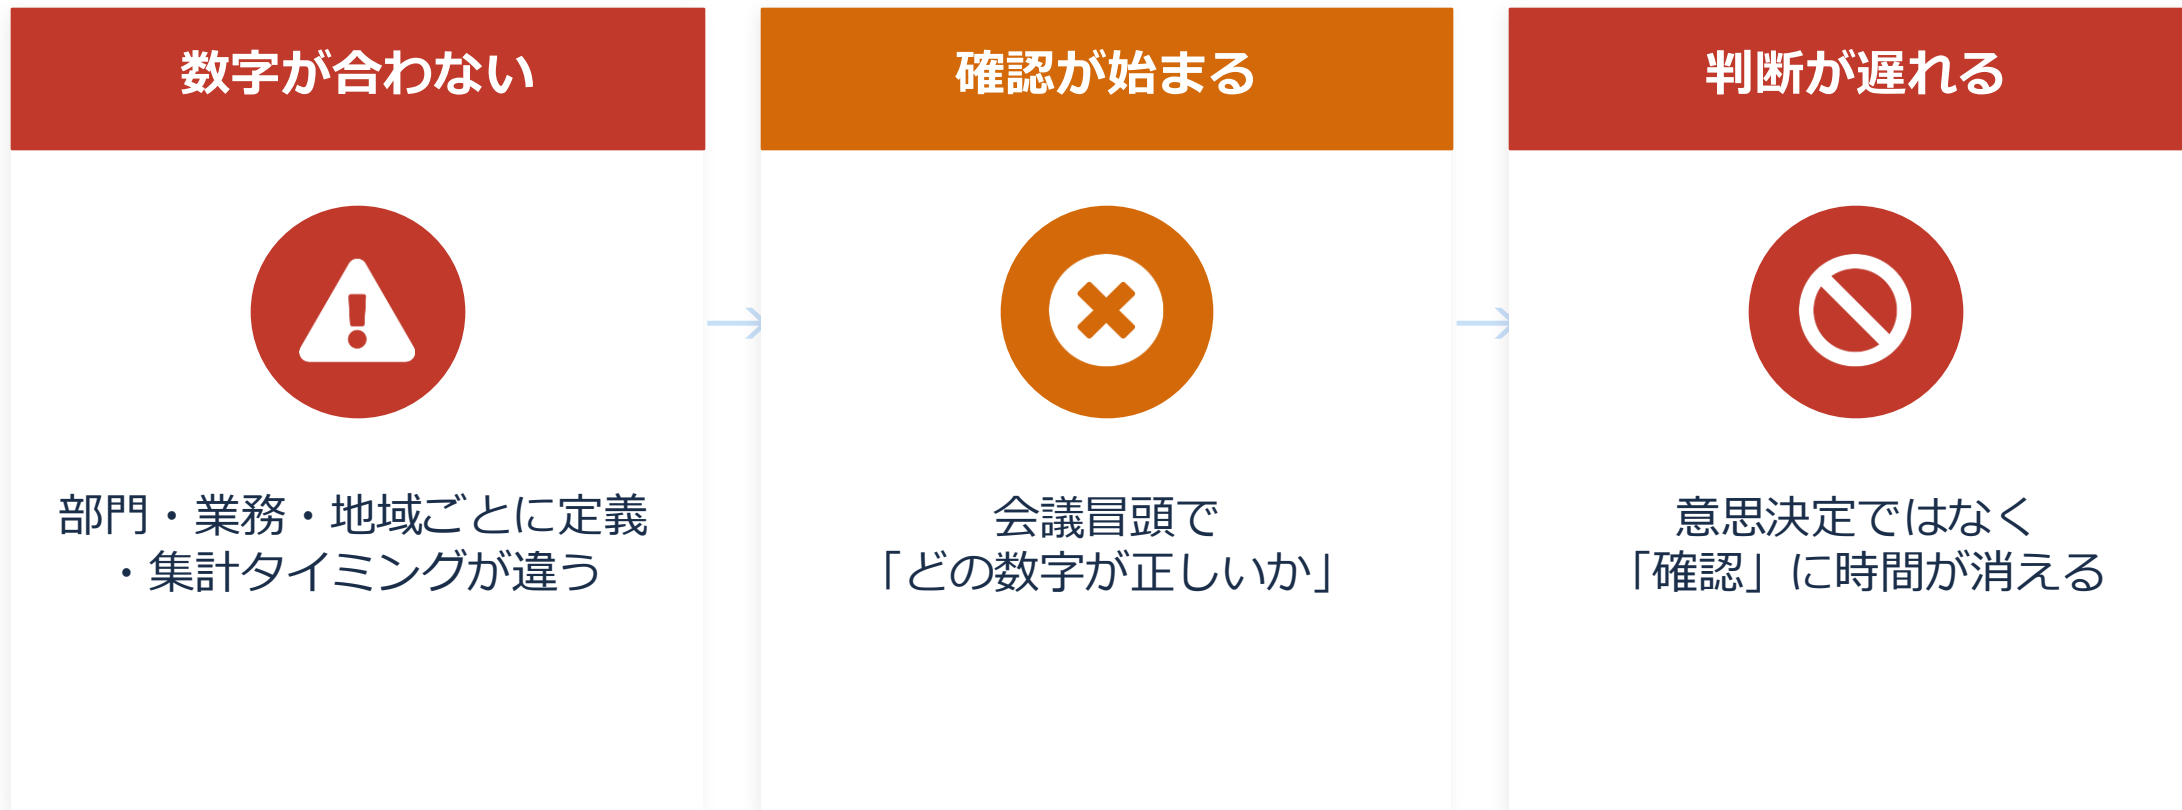 数字が合わない
部門・業務・地域ごとに定義
・集計タイミングが違う
→
確認が始まる
会議冒頭で
「どの数字が正しいか」
→
判断が遅れる
意思決定ではなく
「確認」に時間が消える